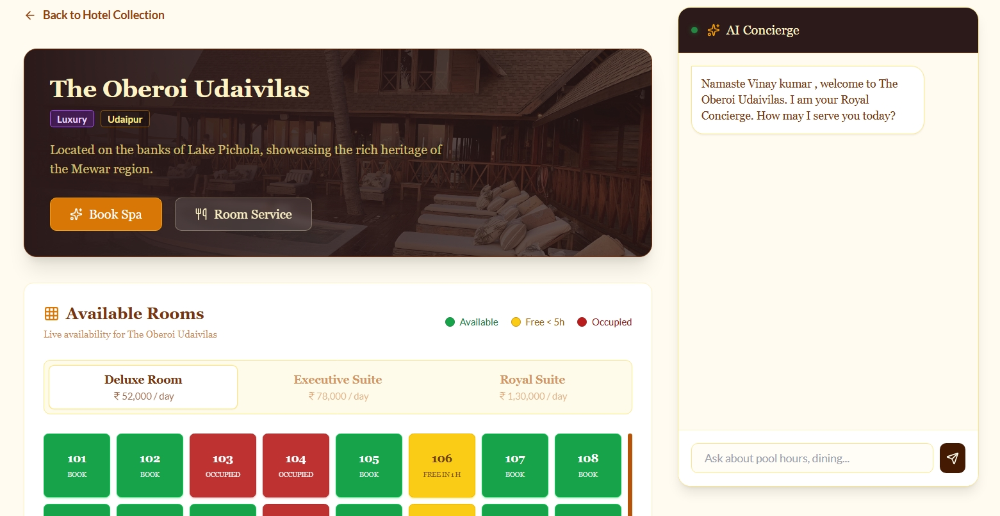 Back to Hotel Collection
The Oberoi Udaivilas
Luxury
Udaipur
Located on the banks of Lake Pichola, showcasing the rich heritage of
the Mewar region.
Book Spa
Room Service
Available Rooms
Live availability for The Oberoi Udaivilas
Available
Free < 5h
Occupied
Deluxe Room
₹ 52,000 / day
Executive Suite
₹ 78,000 / day
Royal Suite
₹ 1,30,000 / day
101
BOOK
102
BOOK
103
OCCUPIED
104
OCCUPIED
105
BOOK
106
FREE IN 1 H
107
BOOK
108
BOOK
AI Concierge
Namaste Vinay kumar , welcome to The
Oberoi Udaivilas. I am your Royal
Concierge. How may I serve you today?
Ask about pool hours, dining...